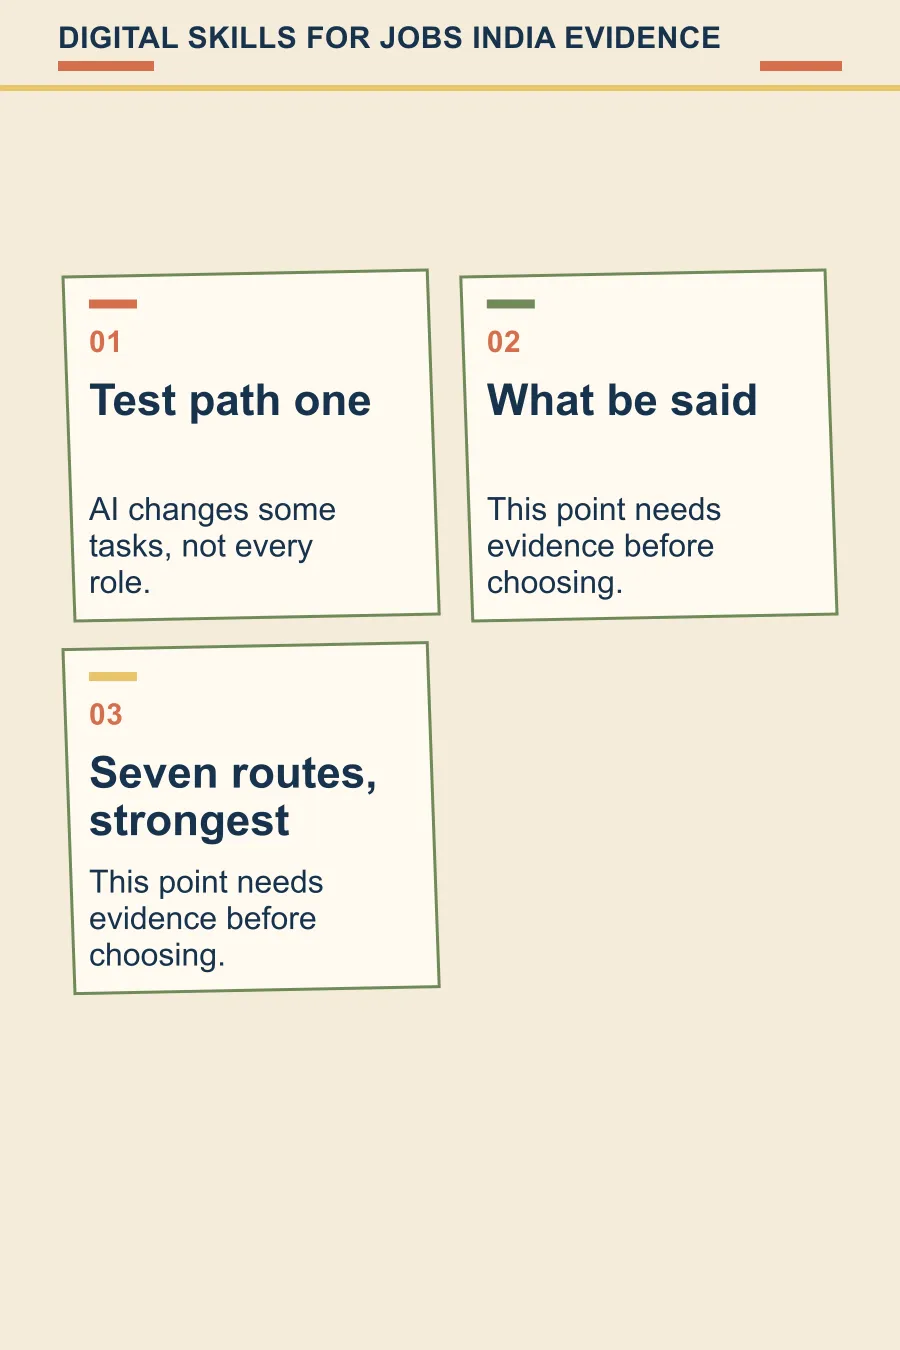 DIGITAL SKILLS FOR JOBS INDIA EVIDENCE
01
Test path one
AI changes some
tasks, not every
role.
02
What be said
This point needs
evidence before
choosing.
03
Seven routes,
strongest
This point needs
evidence before
choosing.